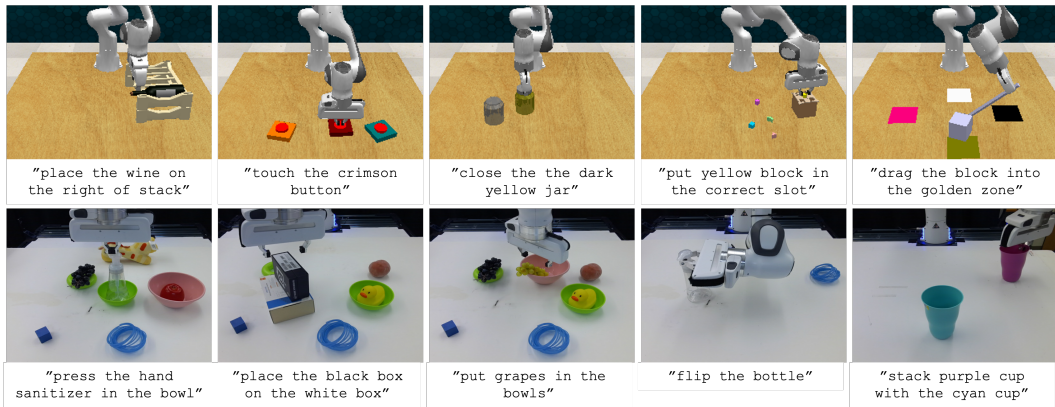 ”place the wine on
the right of stack”
”touch the crimson
button”
”close the the dark
yellow jar”
”put yellow block in
the correct slot”
”drag the block into
the golden zone”
”press the hand
sanitizer in the bowl”
”place the black box
on the white box”
”put grapes in the
bowls”
”flip the bottle”
”stack purple cup
with the cyan cup”